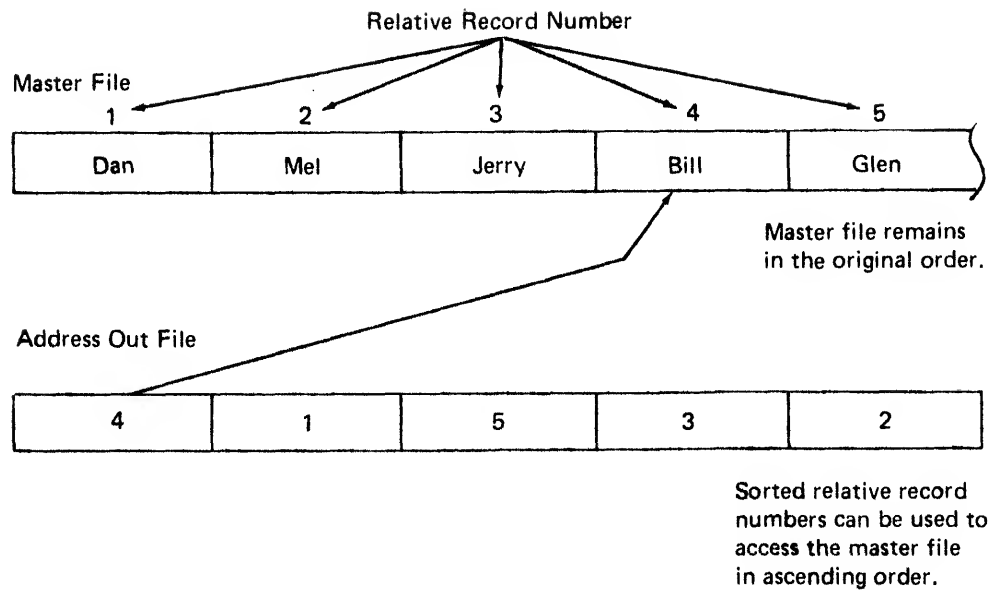 Relative Record Number
Master File
1 2 3 4 5
Dan Mel Jerry Bill Glen
Master file remains
in the original order.
Address Out File
4 1 5 3 2
Sorted relative record
numbers can be used to
access the master file
in ascending order.